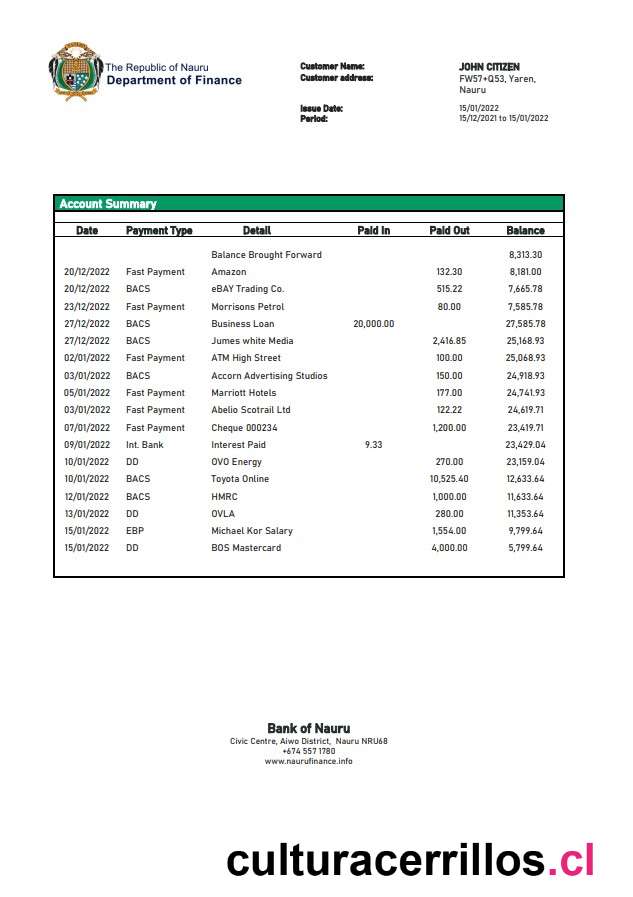 The Republic of Nauru
Department of Finance
Customer Name: JOHN CITIZEN
Customer address: FW57+Q53, Yaren,
Nauru
Issue Date: 15/01/2022
Period: 15/12/2021 to 15/01/2022
Account Summary
Date Payment Type Detail Paid In Paid Out Balance
Balance Brought Forward 8,313.30
20/12/2022 Fast Payment Amazon 132.30 8,181.00
20/12/2022 BACS eBAY Trading Co. 515.22 7,665.78
23/12/2022 Fast Payment Morrisons Petrol 80.00 7,585.78
27/12/2022 BACS Business Loan 20,000.00 27,585.78
27/12/2022 BACS Jumes white Media 2,416.85 25,168.93
02/01/2022 Fast Payment ATM High Street 100.00 25,068.93
03/01/2022 BACS Accorn Advertising Studios 150.00 24,918.93
05/01/2022 Fast Payment Marriott Hotels 177.00 24,741.93
03/01/2022 Fast Payment Abelio Scotrail Ltd 122.22 24,619.71
07/01/2022 Fast Payment Cheque 000234 1,200.00 23,419.71
09/01/2022 Int. Bank Interest Paid 9.33 23,429.04
10/01/2022 DD OVO Energy 270.00 23,159.04
10/01/2022 BACS Toyota Online 10,525.40 12,633.64
12/01/2022 BACS HMRC 1,000.00 11,633.64
13/01/2022 DD OVLA 280.00 11,353.64
15/01/2022 EBP Michael Kor Salary 1,554.00 9,799.64
15/01/2022 DD BOS Mastercard 4,000.00 5,799.64
Bank of Nauru
Civic Centre, Aiwo District, Nauru NRU68
+674 557 1780
www.naurufinance.info
culturacerrillos.cl